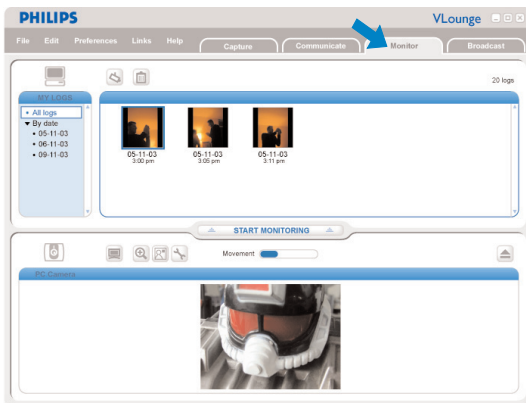 PHILIPS
VLounge
File Edit Preferences Links Help Capture Communicate Monitor Broadcast
20 logs
MY LOGS
All logs
By date
05-11-03
06-11-03
09-11-03
05-11-03 05-11-03 05-11-03
3:00 pm 3:05 pm 3:11 pm
START MONITORING
Movement
PC Camera